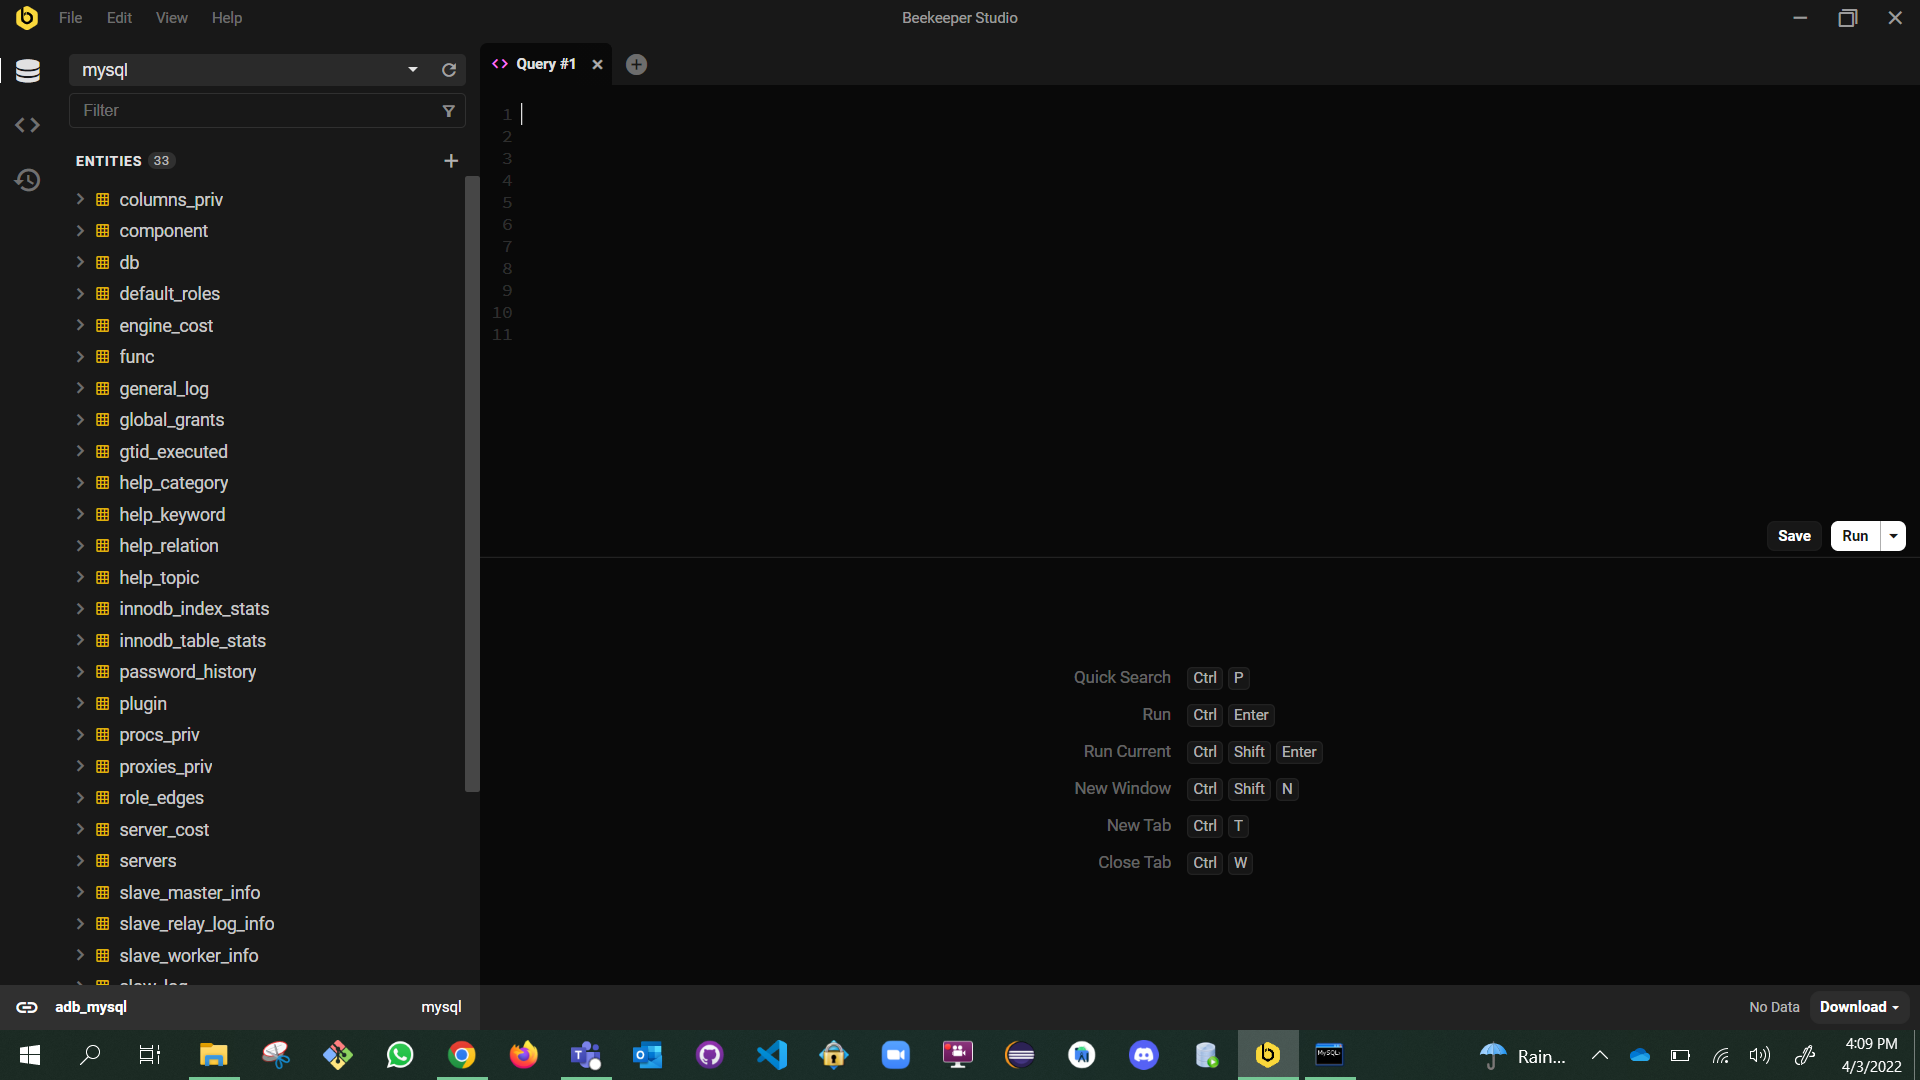 File Edit View Help
Beekeeper Studio
mysql
Filter
ENTITIES 33
columns_priv
component
db
default_roles
engine_cost
func
general_log
global_grants
gtid_executed
help_category
help_keyword
help_relation
help_topic
innodb_index_stats
innodb_table_stats
password_history
plugin
procs_priv
proxies_priv
role_edges
server_cost
servers
slave_master_info
slave_relay_log_info
slave_worker_info
slow_log
adb_mysql mysql
Query #1
1
2
3
4
5
6
7
8
9
10
11
Save Run
Quick Search Ctrl P
Run Ctrl Enter
Run Current Ctrl Shift Enter
New Window Ctrl Shift N
New Tab Ctrl T
Close Tab Ctrl W
No Data Download
Rain...
4:09 PM
4/3/2022